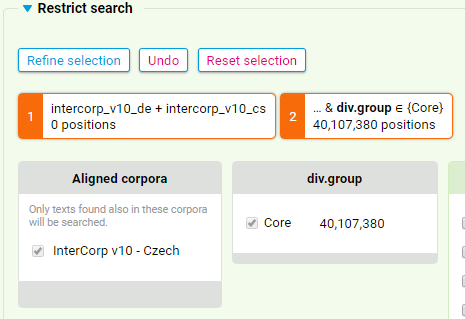 Restrict search
Refine selection Undo Reset selection
1 intercorp_v10_de + intercorp_v10_cs
0 positions
2 ... & div.group ∈ {Core}
40,107,380 positions
Aligned corpora
Only texts found also in these corpora
will be searched.
InterCorp v10 - Czech
div.group
Core 40,107,380